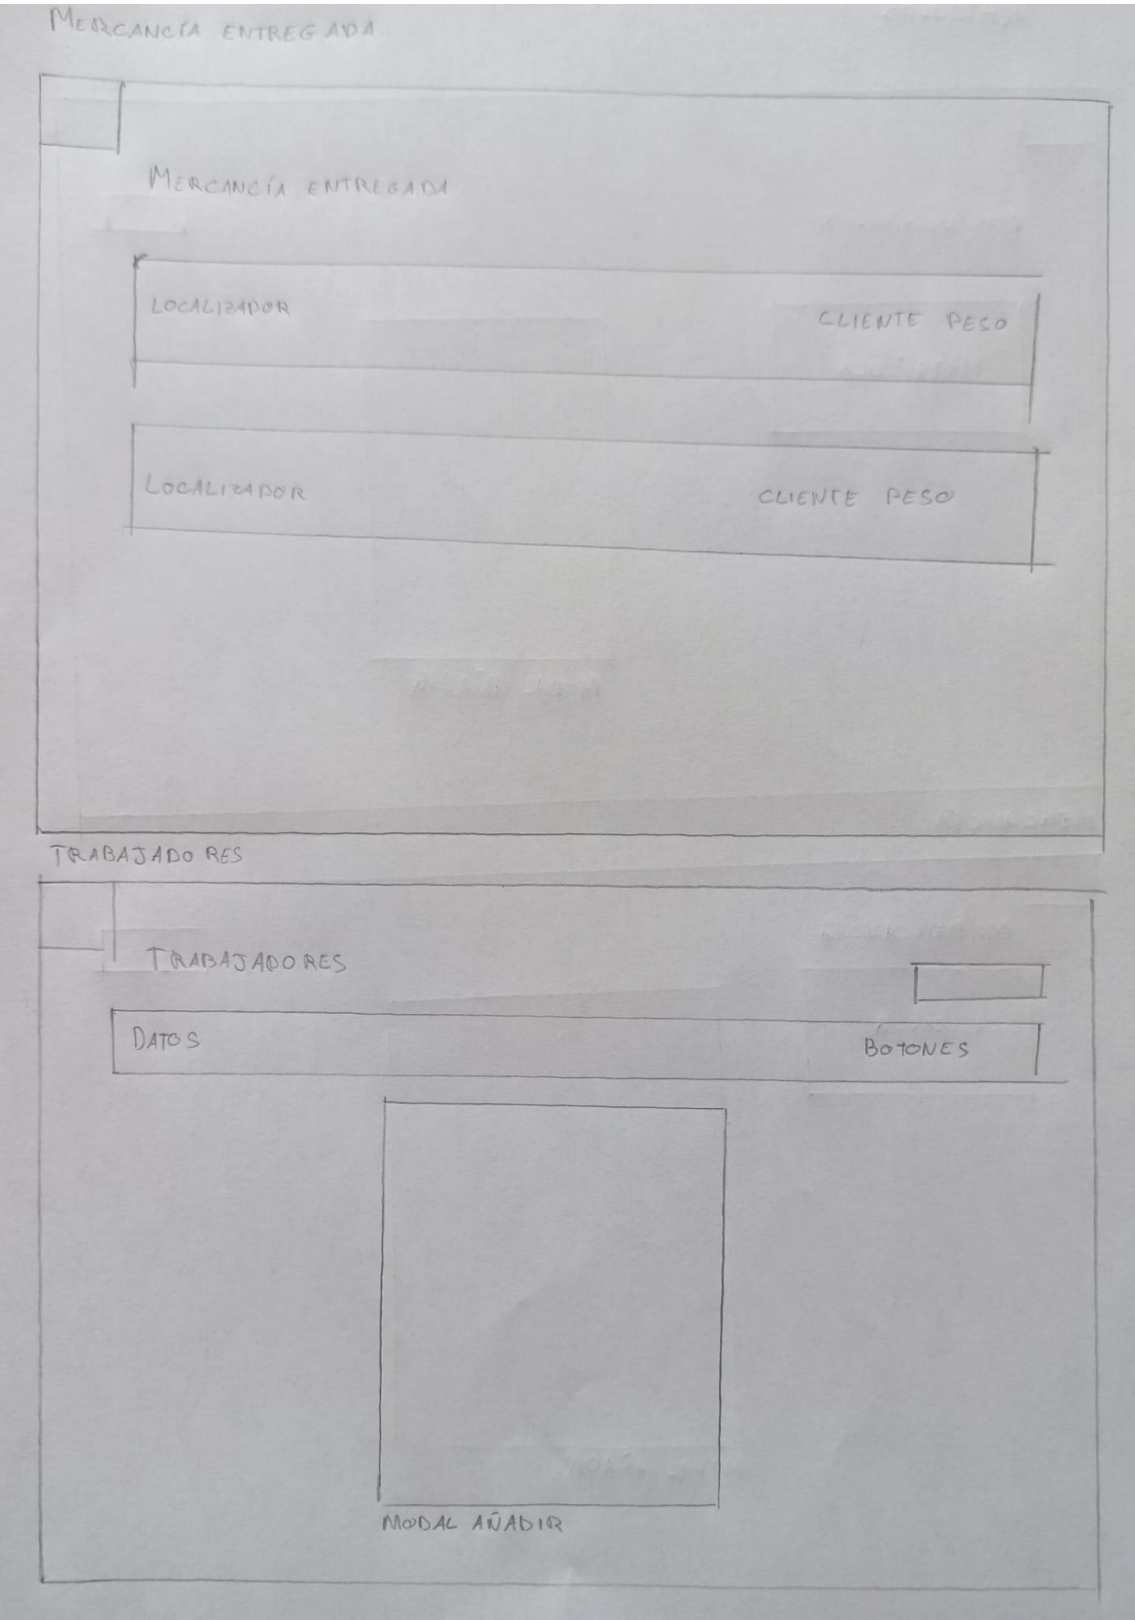 MERCANCÍA ENTREGADA
MERCANCÍA ENTREGADA
LOCALIZADOR CLIENTE PESO
LOCALIZADOR CLIENTE PESO
TRABAJADORES
TRABAJADORES
DATOS BOTONES
MODAL AÑADIR